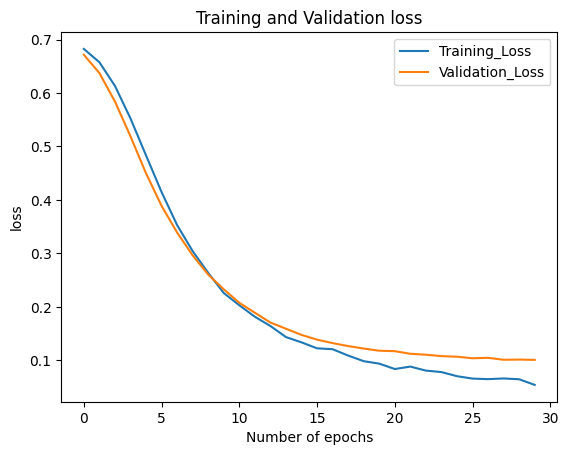 Training and Validation loss
Training_Loss
Validation_Loss
0.7
0.6
0.5
0.4
0.3
0.2
0.1
loss
0
5
10
15
20
25
30
Number of epochs